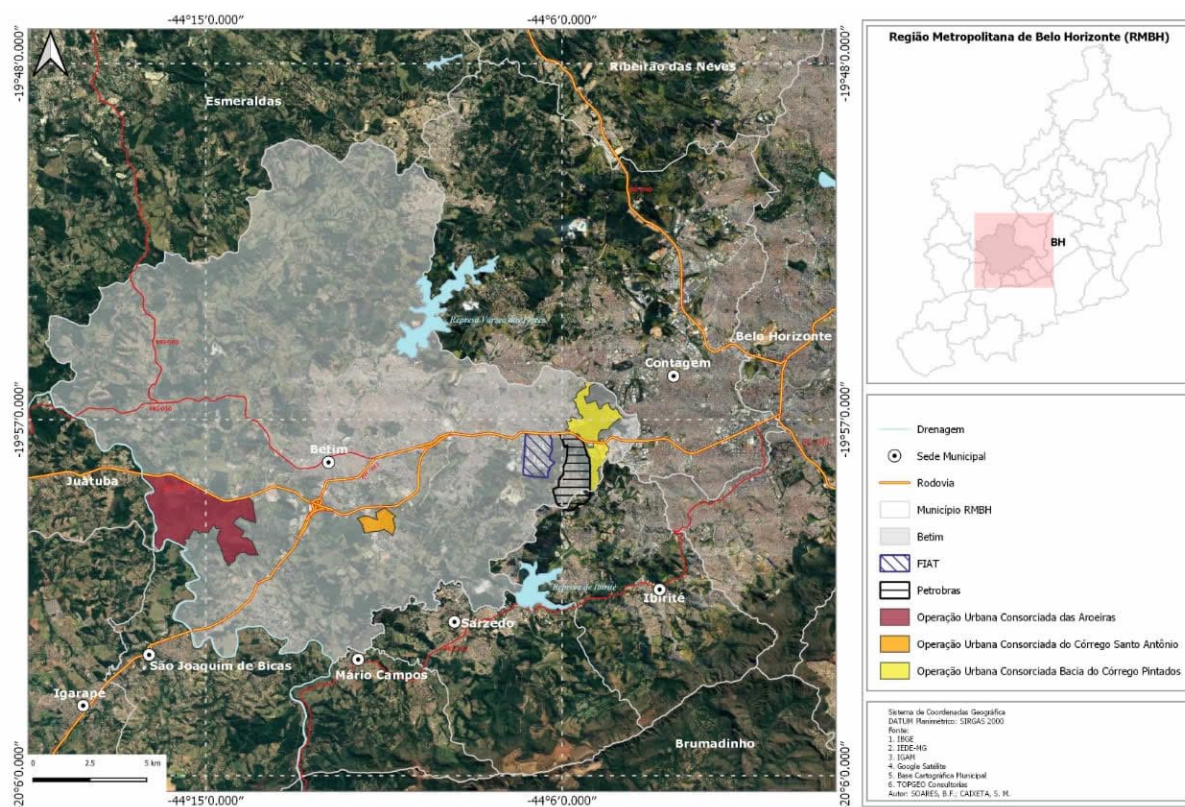 -44°15'0.000"
-44°6'0.000"
-19°48'0.000"
-19°48'0.000"
Ribeirão das Neves
Esmeraldas
Represa Varzea das Flores
Belo Horizonte
Contagem
-19°57'0.000"
-19°57'0.000"
Betim
Juatuba
Represa de Ibirité
Ibirité
Sarzedo
São Joaquim de Bicas
Mário Campos
Igarapé
Brumadinho
0
2.5
5 km
20°6'0.000"
20°6'0.000"
-44°15'0.000"
-44°6'0.000"
Região Metropolitana de Belo Horizonte (RMBH)
BH
Drenagem
Sede Municipal
Rodovia
Município RMBH
Betim
FIAT
Petrobras
Operação Urbana Consorciada das Aroeiras
Operação Urbana Consorciada do Córrego Santo Antônio
Operação Urbana Consorciada Bacia do Córrego Pintados
Sistema de Coordenadas Geográfica
DATUM Planimétrico: SIRGAS 2000
Fonte:
1. IBGE
2. IEDE-MG
3. IGAM
4. Google Satélite
5. Base Cartográfica Municipal
6. TOPGEO Consultorias
Autor: SOARES, B.F.; CAIXETA, S. M.